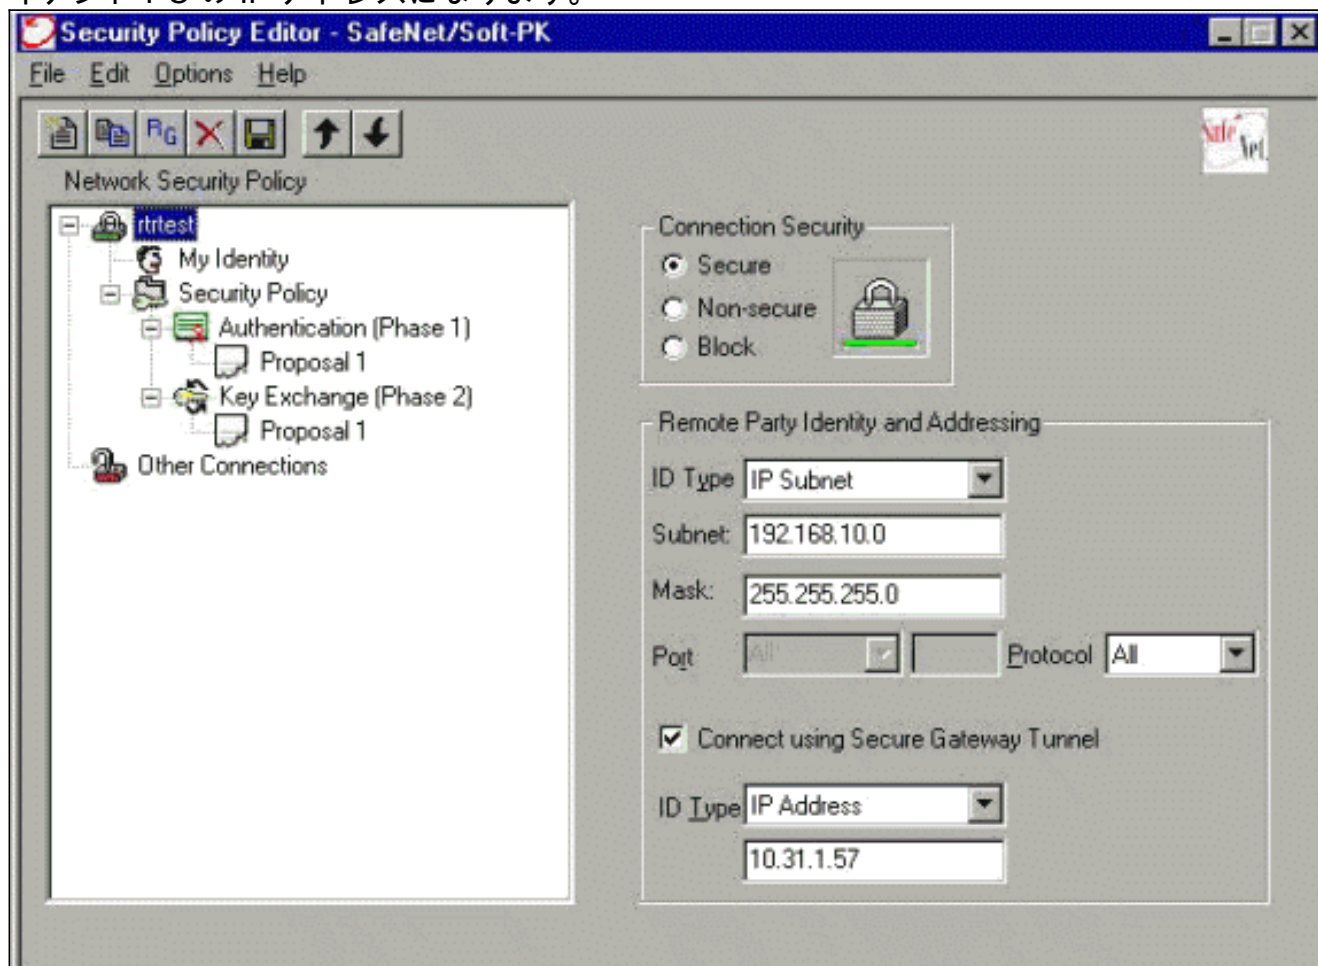 Security Policy Editor - SafeNet/Soft-PK
File Edit Options Help
RG
Safe Net
Network Security Policy
rtrtest
My Identity
Security Policy
Authentication (Phase 1)
Proposal 1
Key Exchange (Phase 2)
Proposal 1
Other Connections
Connection Security
Secure
Non-secure
Block
Remote Party Identity and Addressing
ID Type IP Subnet
Subnet: 192.168.10.0
Mask: 255.255.255.0
Port All Protocol All
Connect using Secure Gateway Tunnel
ID Type IP Address
10.31.1.57